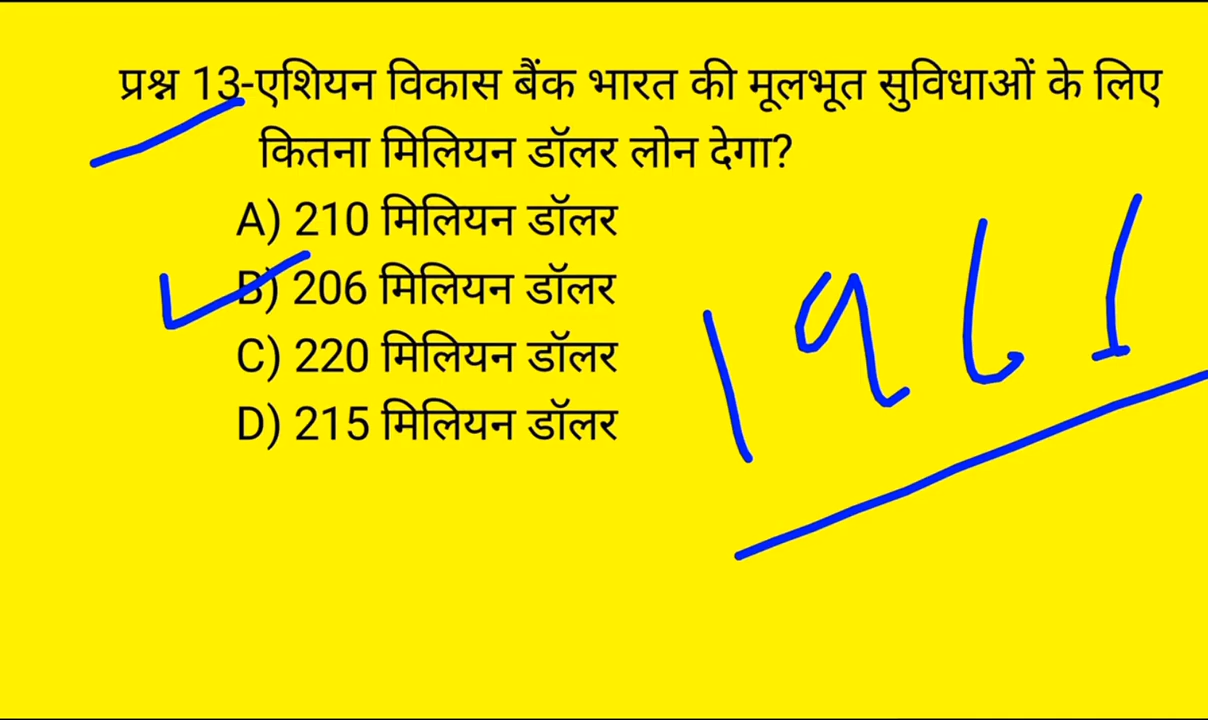 प्रश्न 13-एशियन विकास बैंक भारत की मूलभूत सुविधाओं के लिए
कितना मिलियन डॉलर लोन देगा?
A) 210 मिलियन डॉलर
B) 206 मिलियन डॉलर
C) 220 मिलियन डॉलर
D) 215 मिलियन डॉलर
1961